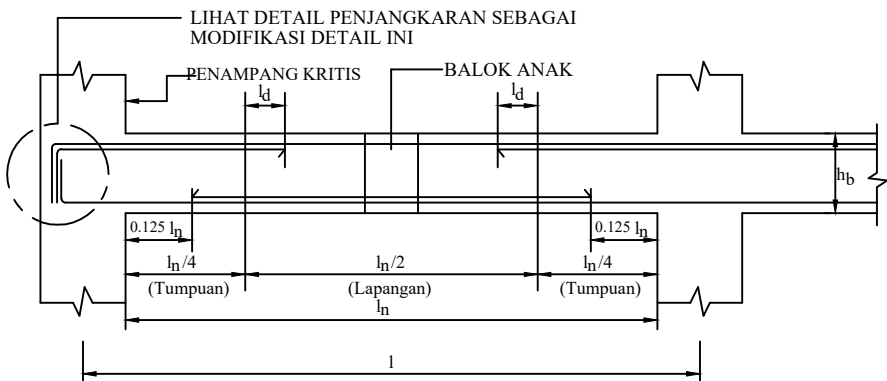 LIHAT DETAIL PENJANGKARAN SEBAGAI
MODIFIKASI DETAIL INI
PENAMPANG KRITIS
BALOK ANAK
ld
ld
hb
0.125 ln
0.125 ln
ln/4
ln/2
ln/4
(Tumpuan)
(Lapangan)
(Tumpuan)
ln
l